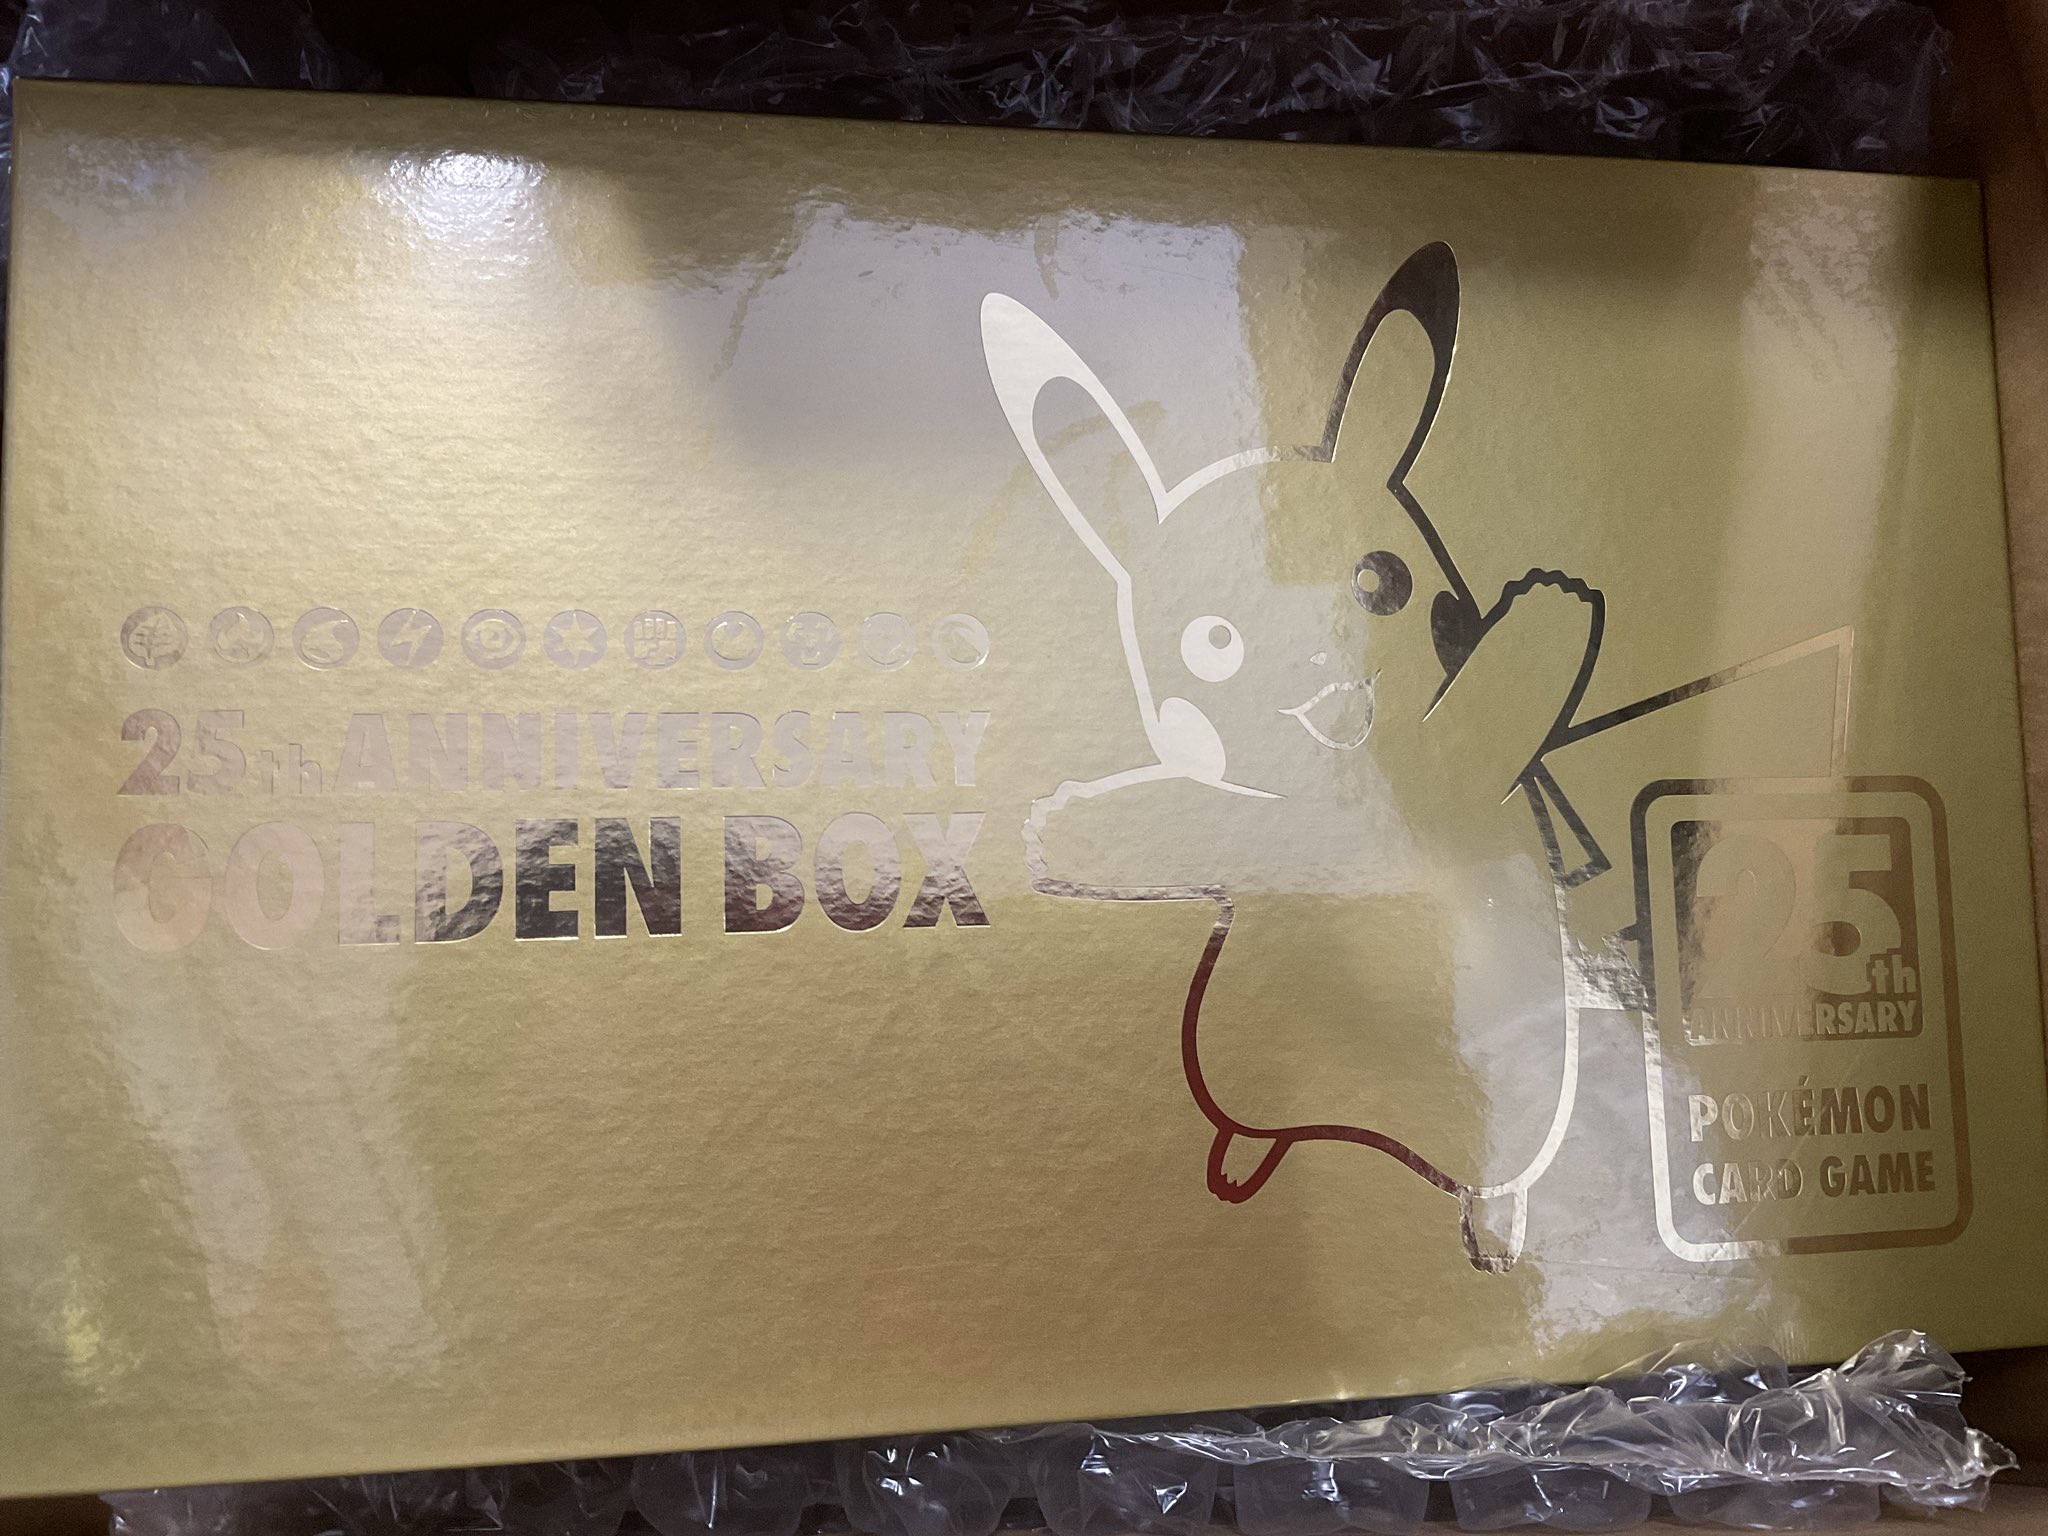 25th ANNIVERSARY
GOLDEN BOX
25th
ANNIVERSARY
POKÉMON
CARD GAME